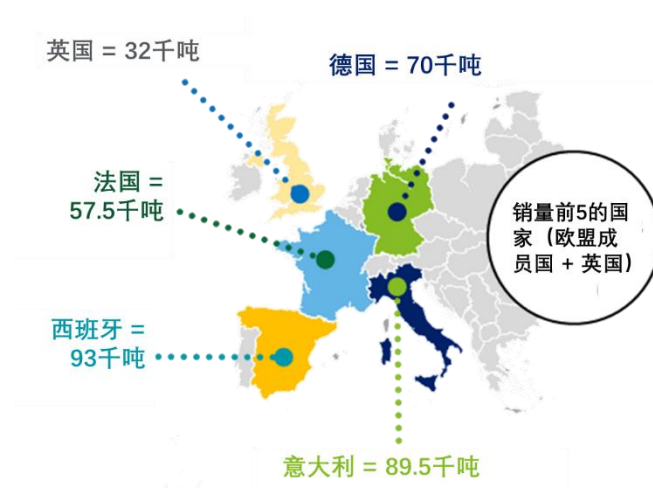 英国 = 32千吨
德国 = 70千吨
法国 =
57.5千吨
销量前5的国
家（欧盟成
员国 + 英国）
西班牙 =
93千吨
意大利 = 89.5千吨